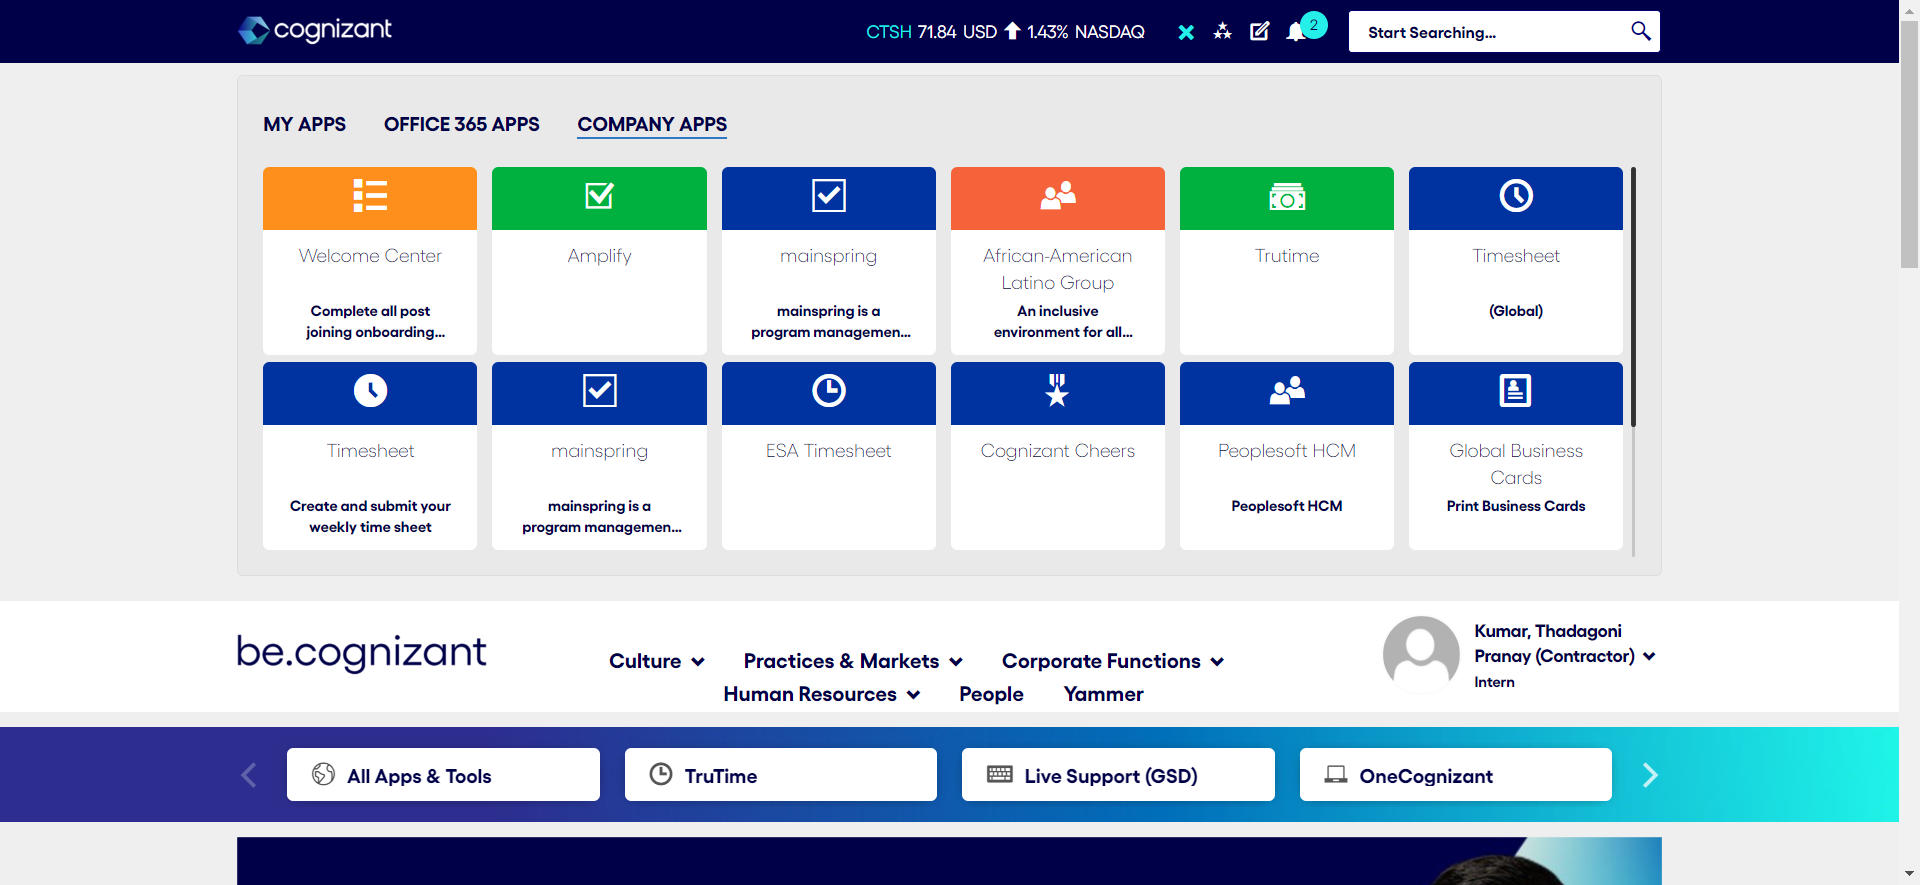 cognizant
CTSH 71.84 USD 1.43% NASDAQ
2
Start Searching...
MY APPS
OFFICE 365 APPS
COMPANY APPS
Welcome Center
Complete all post
joining onboarding...
Amplify
mainspring
mainspring is a
program managemen...
African-American
Latino Group
An inclusive
environment for all...
Trutime
Timesheet
(Global)
Timesheet
Create and submit your
weekly time sheet
mainspring
mainspring is a
program managemen...
ESA Timesheet
Cognizant Cheers
Peoplesoft HCM
Peoplesoft HCM
Global Business
Cards
Print Business Cards
be.cognizant
Culture
Practices & Markets
Corporate Functions
Human Resources
People
Yammer
Kumar, Thadagoni
Pranay (Contractor)
Intern
All Apps & Tools
TruTime
Live Support (GSD)
OneCognizant